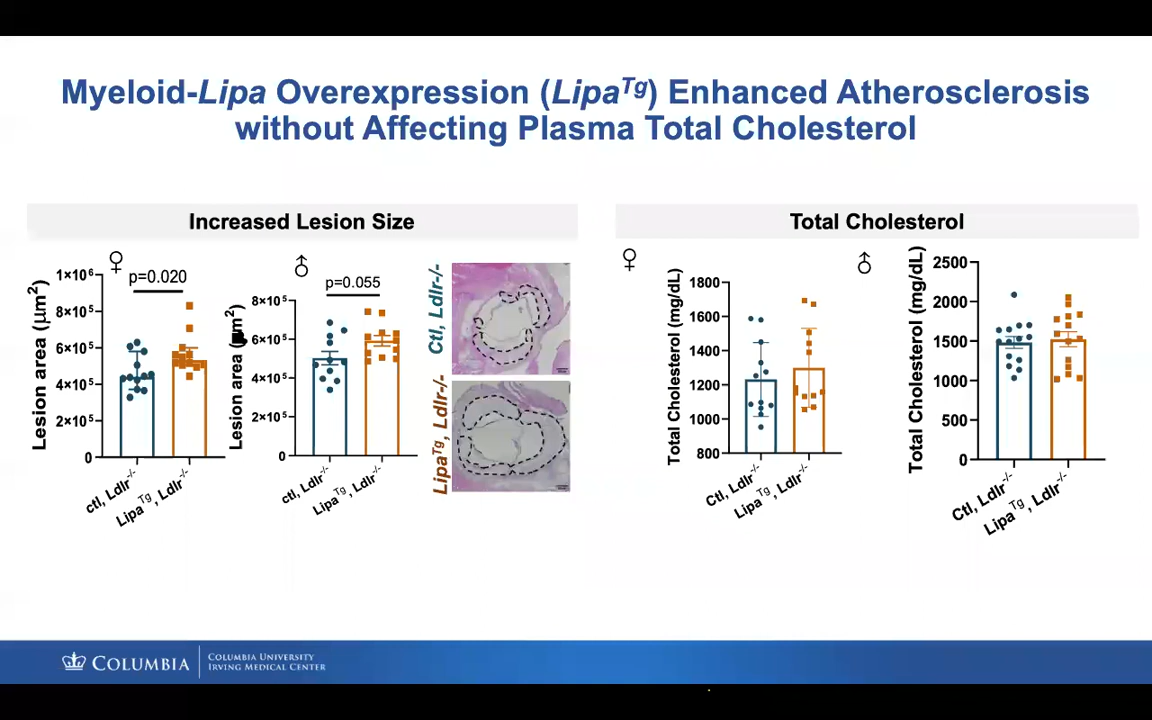 Myeloid-Lipa Overexpression (LipaTg) Enhanced Atherosclerosis
without Affecting Plasma Total Cholesterol
Increased Lesion Size
Total Cholesterol
♀
p=0.020
Lesion area (μm²)
1×10⁶
8×10⁵
6×10⁵
4×10⁵
2×10⁵
0
ctl, Ldlr-/-
LipaTg, Ldlr-/-
♂
p=0.055
Lesion area
8×10⁵
6×10⁵
4×10⁵
2×10⁵
0
ctl, Ldlr-/-
LipaTg, Ldlr-/-
Ctl, Ldlr-/-
LipaTg, Ldlr-/-
♀
Total Cholesterol (mg/dL)
1800
1600
1400
1200
1000
800
Ctl, Ldlr-/-
LipaTg, Ldlr-/-
♂
Total Cholesterol (mg/dL)
2500
2000
1500
1000
500
0
Ctl, Ldlr-/-
LipaTg, Ldlr-/-
COLUMBIA
COLUMBIA UNIVERSITY
IRVING MEDICAL CENTER